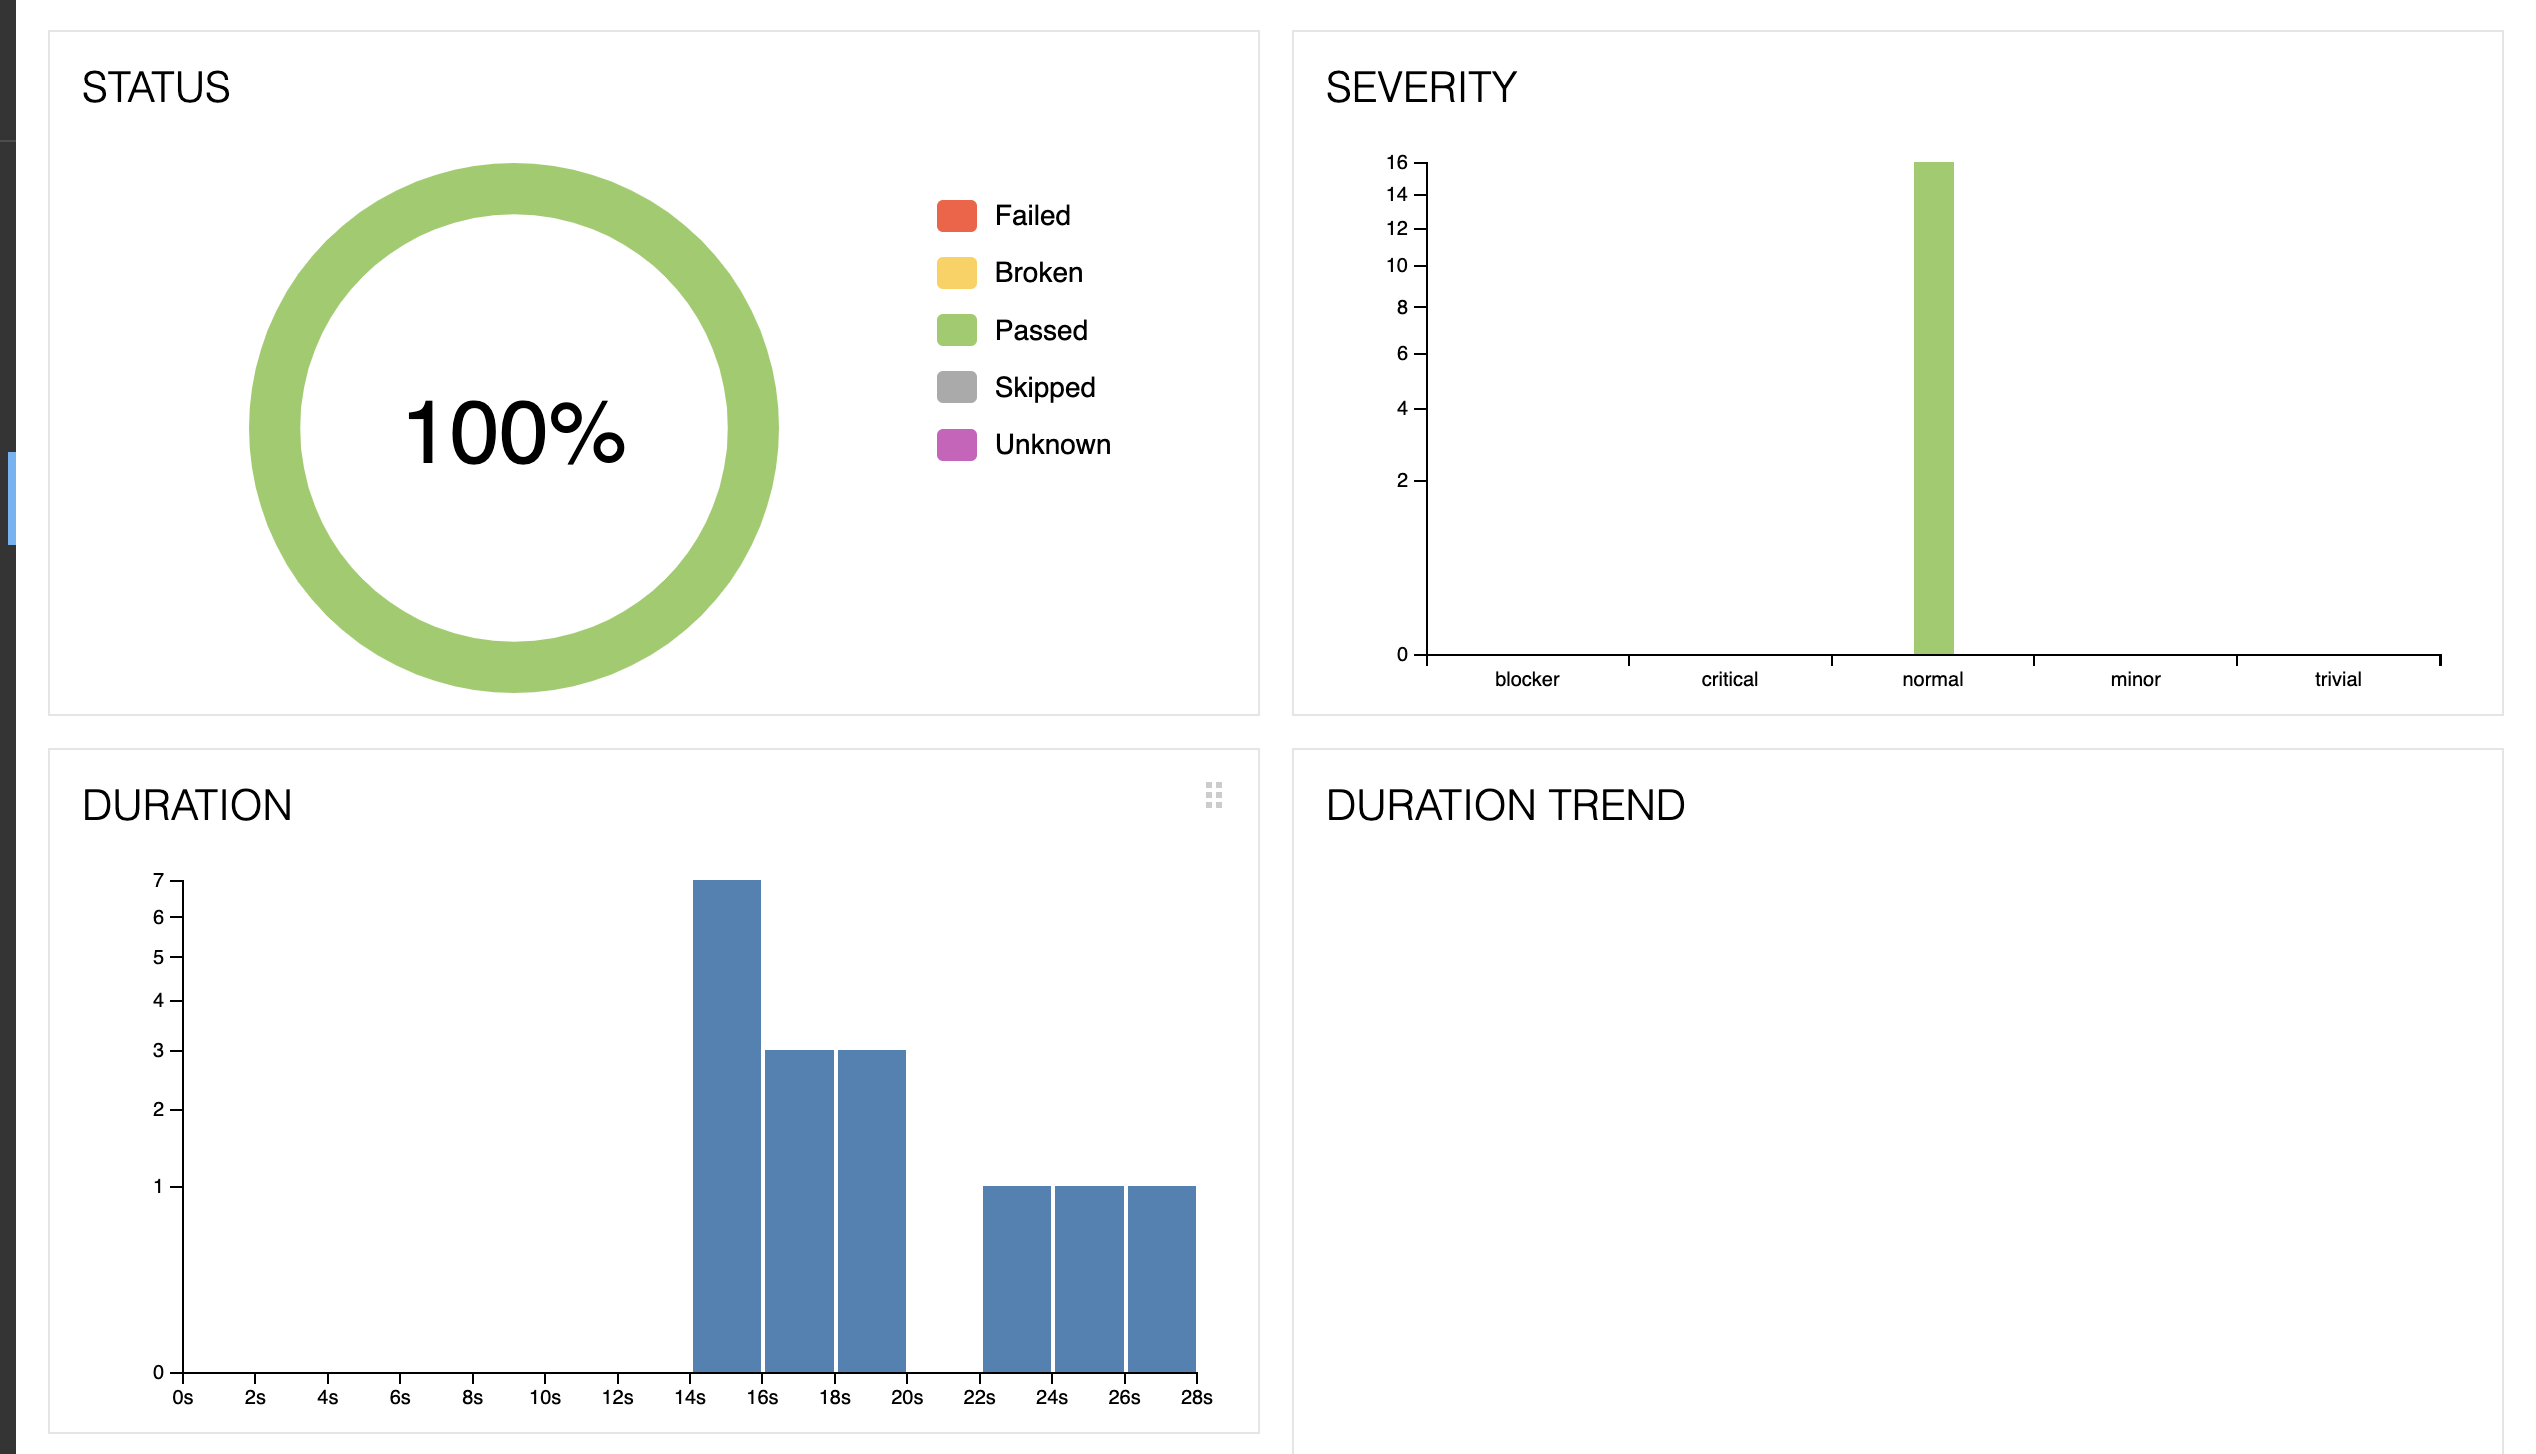 STATUS
100%
Failed
Broken
Passed
Skipped
Unknown
SEVERITY
16
14
12
10
8
6
4
2
0
blocker critical normal minor trivial
DURATION
7
6
5
4
3
2
1
0
0s 2s 4s 6s 8s 10s 12s 14s 16s 18s 20s 22s 24s 26s 28s
DURATION TREND